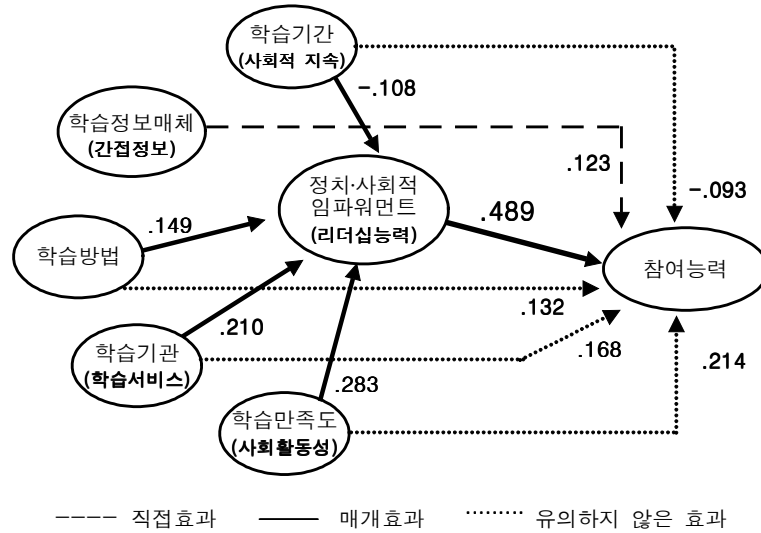 학습기간
(사회적 지속)
-.108
학습정보매체
(간접정보)
.123
-.093
정치·사회적
임파워먼트
(리더십능력)
.489
.149
학습방법
참여능력
.132
.210
학습기관
(학습서비스)
.168
.214
.283
학습만족도
(사회활동성)
직접효과
매개효과
유의하지 않은 효과